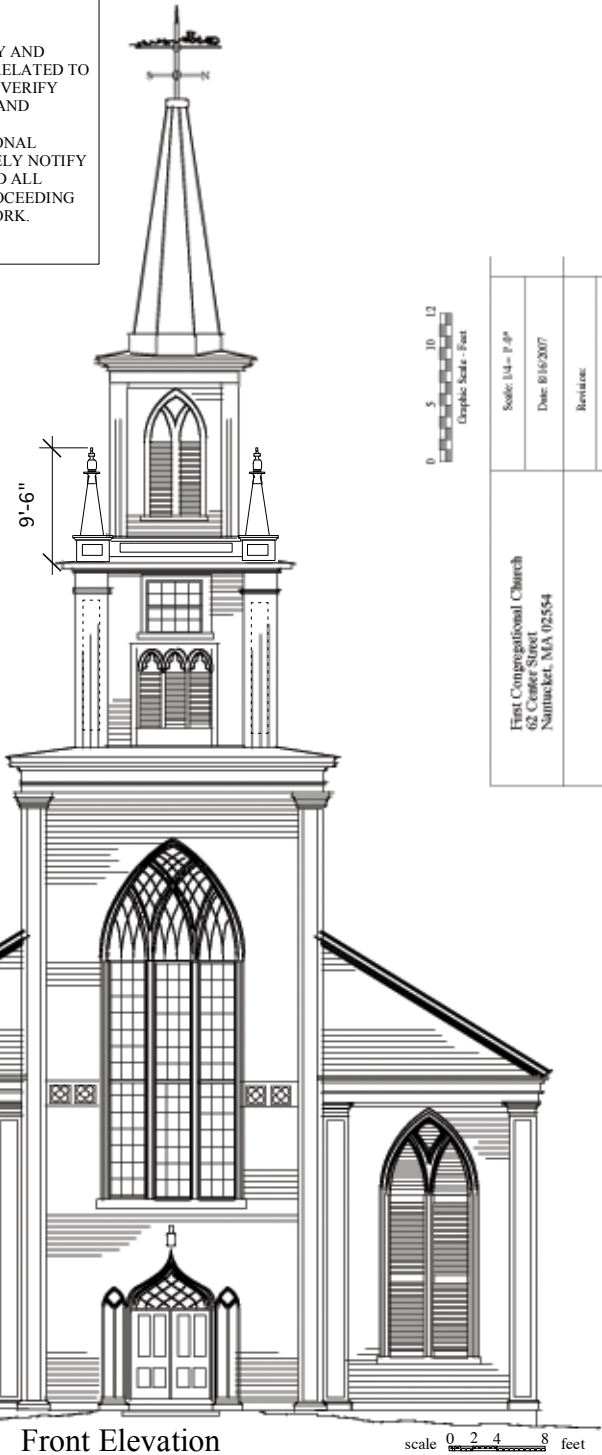 Y AND
RELATED TO
VERIFY
AND
ONAL
ELY NOTIFY
D ALL
OCEEDING
ORK.
S N
9'-6"
0 5 10 12
Graphic Scale - Feet
Scale: 1/4 = 1'-0"
Date: 8/16/2007
Revision:
First Congregational Church
62 Center Street
Nantucket, MA 02554
Front Elevation
scale 0 2 4 8 feet